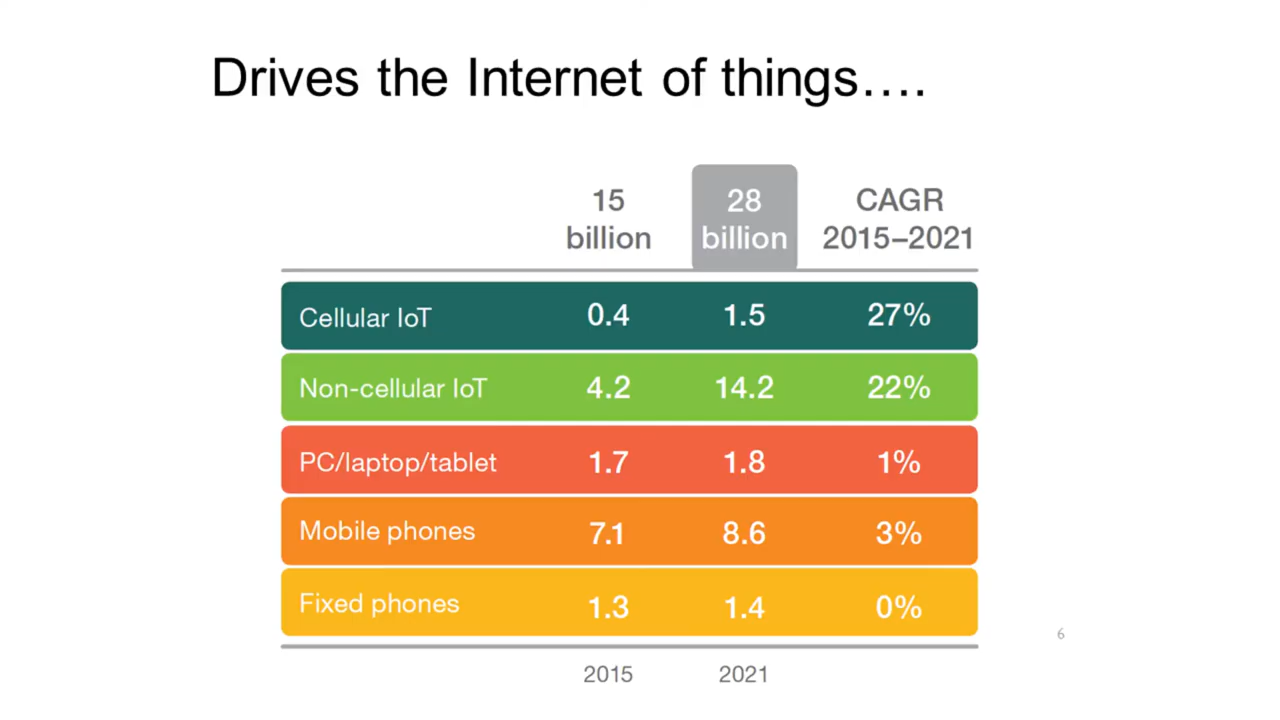 Drives the Internet of things….
15 billion 28 billion CAGR 2015–2021
Cellular IoT 0.4 1.5 27%
Non-cellular IoT 4.2 14.2 22%
PC/laptop/tablet 1.7 1.8 1%
Mobile phones 7.1 8.6 3%
Fixed phones 1.3 1.4 0%
6
2015 2021